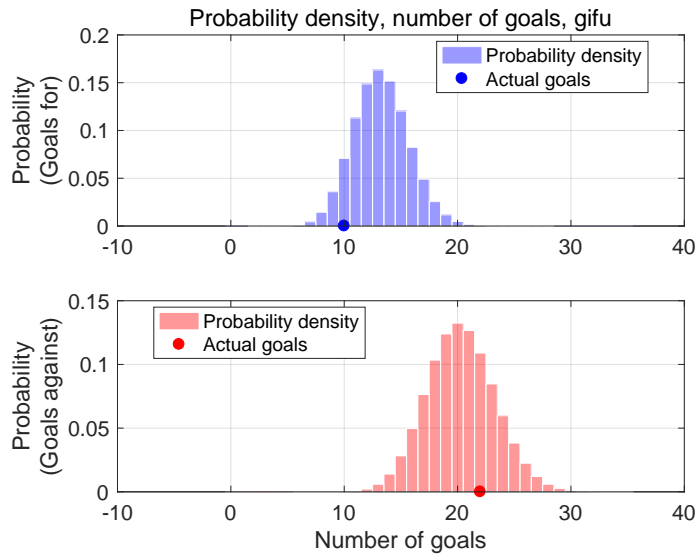 Probability density, number of goals, gifu
Probability
(Goals for)
0.2
0.15
0.1
0.05
0
-10
0
10
20
30
40
Probability density
Actual goals
Probability
(Goals against)
0.15
0.1
0.05
0
-10
0
10
20
30
40
Probability density
Actual goals
Number of goals